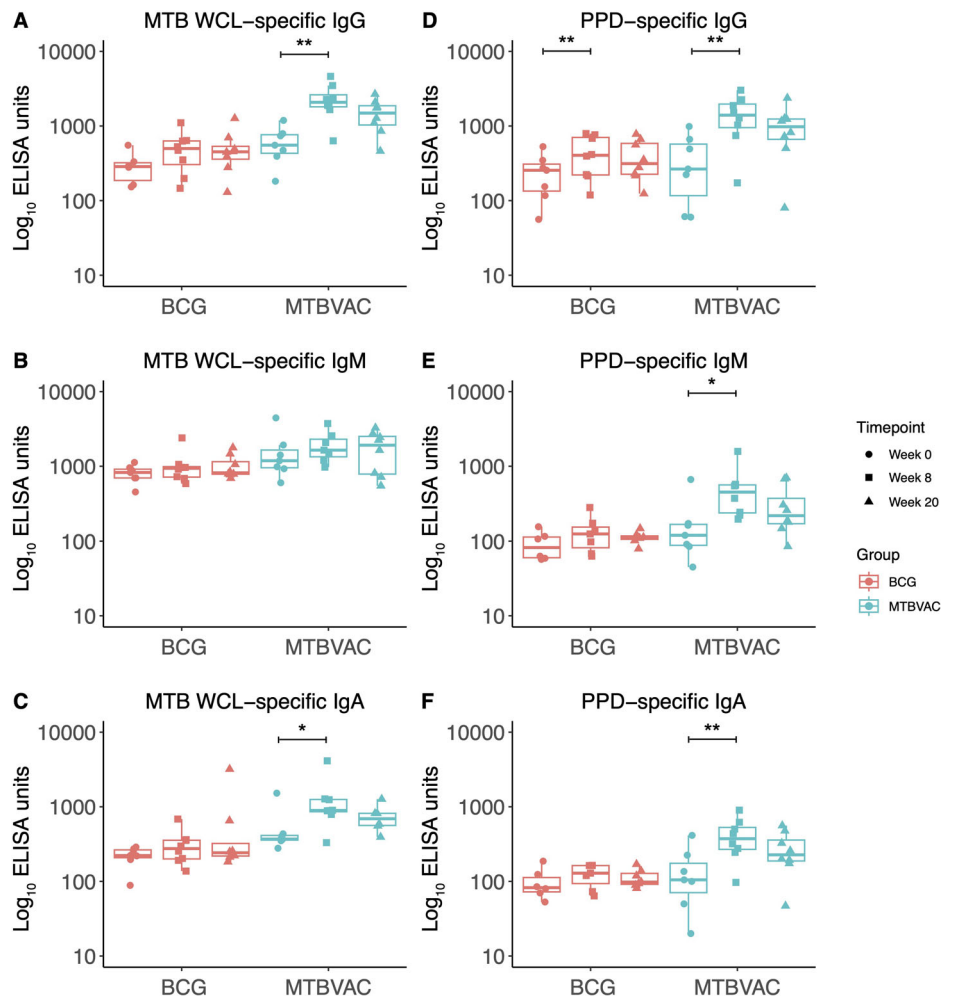 A
MTB WCL–specific IgG
10000
1000
100
10
Log10 ELISA units
**
BCG
MTBVAC
D
PPD–specific IgG
10000
1000
100
10
Log10 ELISA units
**
**
BCG
MTBVAC
B
MTB WCL–specific IgM
10000
1000
100
10
Log10 ELISA units
BCG
MTBVAC
E
PPD–specific IgM
10000
1000
100
10
Log10 ELISA units
*
BCG
MTBVAC
Timepoint
Week 0
Week 8
Week 20
Group
BCG
MTBVAC
C
MTB WCL–specific IgA
10000
1000
100
10
Log10 ELISA units
*
BCG
MTBVAC
F
PPD–specific IgA
10000
1000
100
10
Log10 ELISA units
**
BCG
MTBVAC